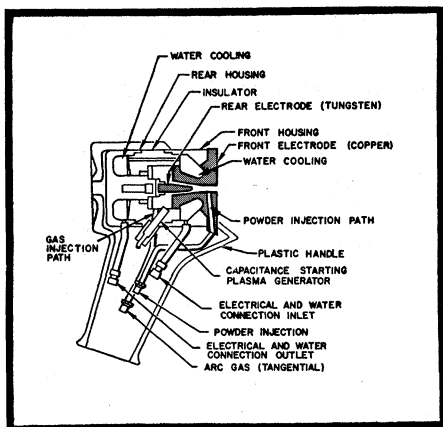 WATER COOLING
REAR HOUSING
INSULATOR
REAR ELECTRODE (TUNGSTEN)
FRONT HOUSING
FRONT ELECTRODE (COPPER)
WATER COOLING
POWDER INJECTION PATH
GAS
INJECTION
PATH
PLASTIC HANDLE
CAPACITANCE STARTING
PLASMA GENERATOR
ELECTRICAL AND WATER
CONNECTION INLET
POWDER INJECTION
ELECTRICAL AND WATER
CONNECTION OUTLET
ARC GAS (TANGENTIAL)